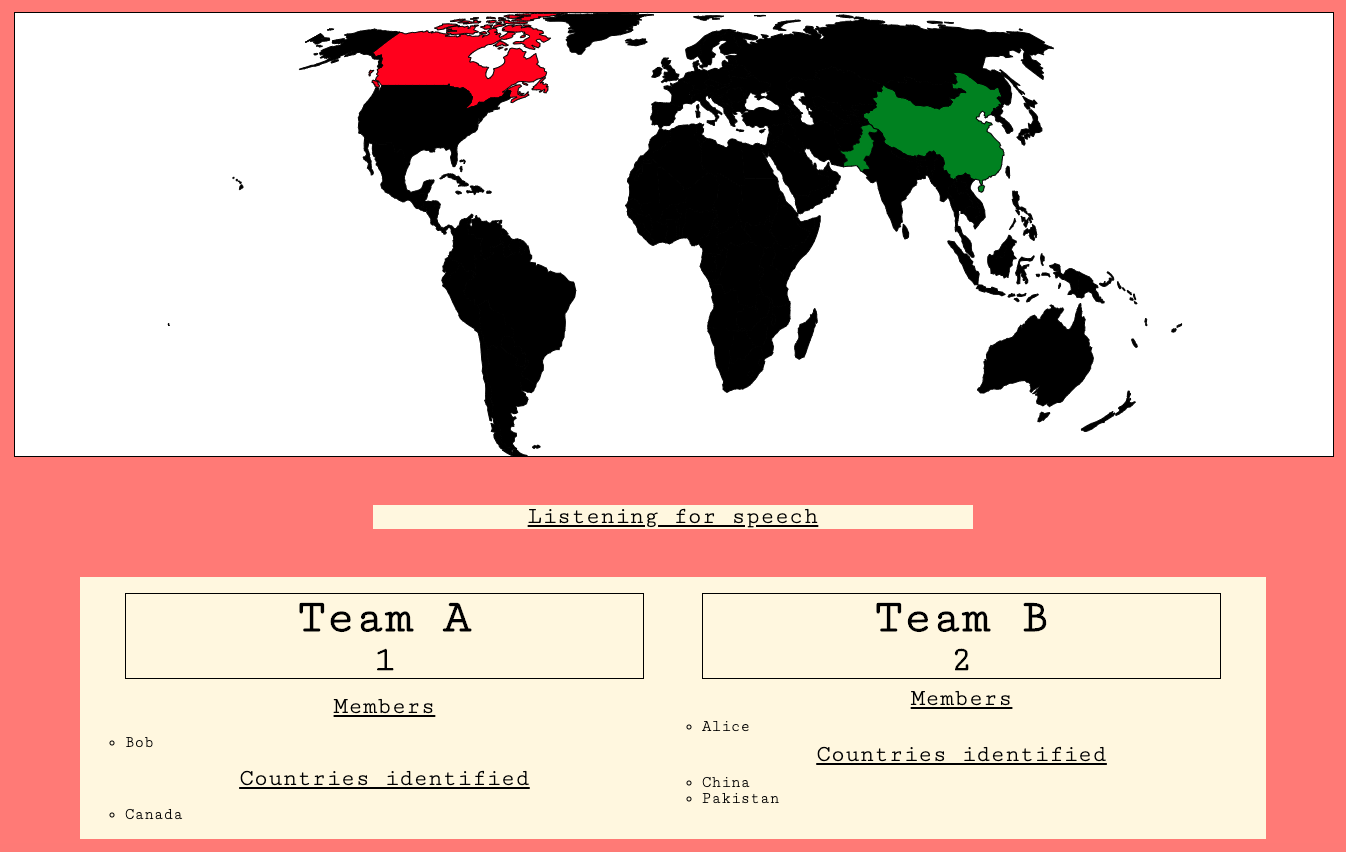 Listening for speech
Team A
1
Members
Bob
Countries identified
Canada
Team B
2
Members
Alice
Countries identified
China
Pakistan